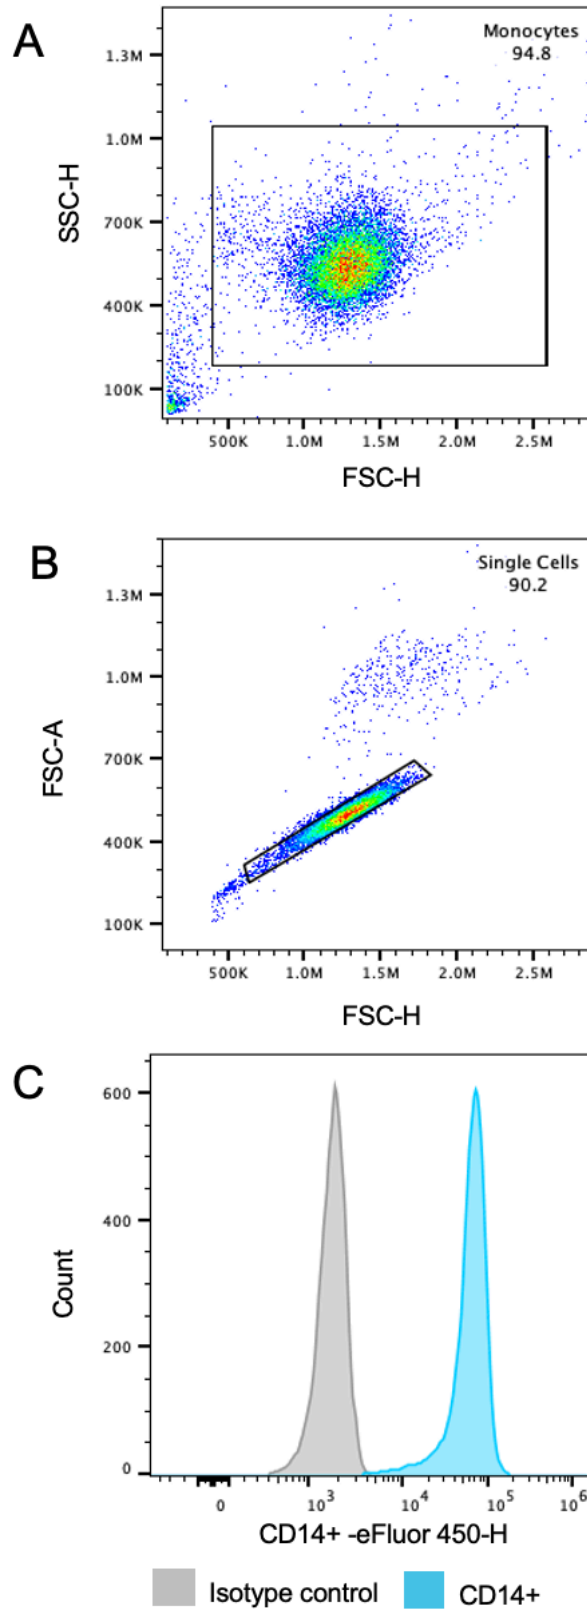 A
Monocytes
94.8
1.3M
1.0M
700K
400K
100K
SSC-H
500K 1.0M 1.5M 2.0M 2.5M
FSC-H
B
Single Cells
90.2
1.3M
1.0M
700K
400K
100K
FSC-A
500K 1.0M 1.5M 2.0M 2.5M
FSC-H
C
600
400
200
0
Count
0 10³ 10⁴ 10⁵ 10⁶
CD14+ -eFluor 450-H
Isotype control CD14+